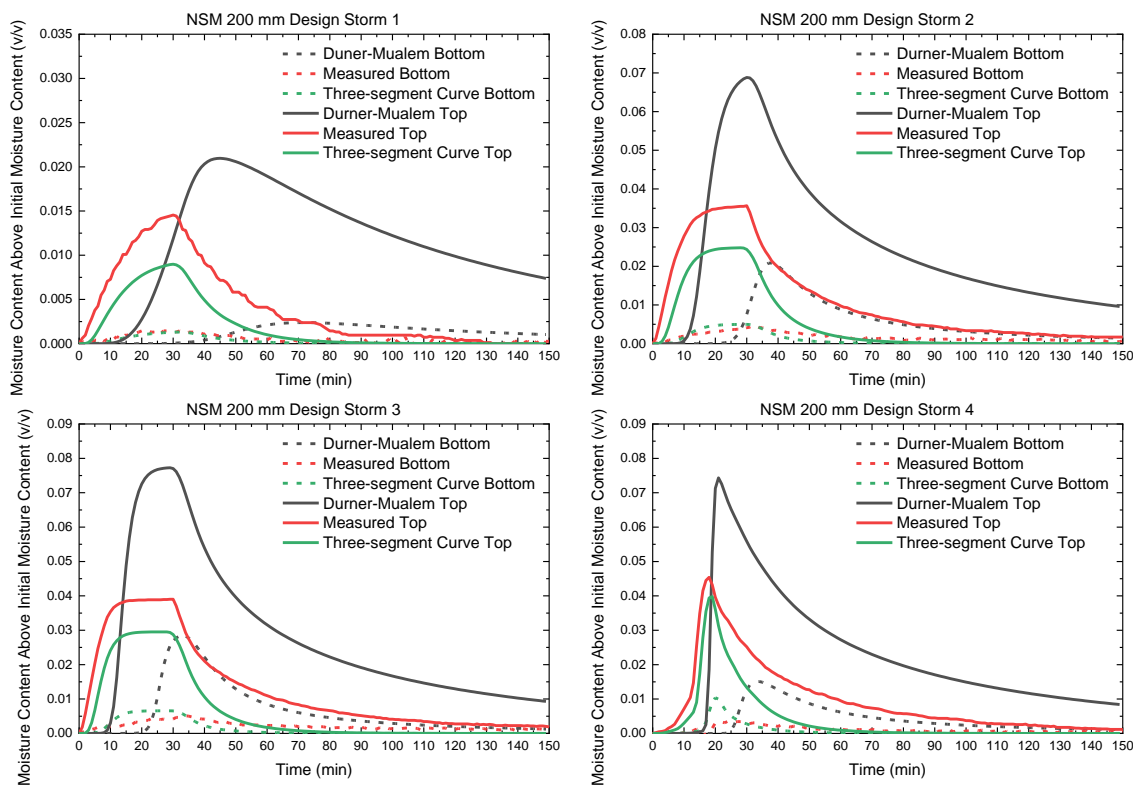 NSM 200 mm Design Storm 1
Moisture Content Above Initial Moisture Content (v/v)
0.035
0.030
0.025
0.020
0.015
0.010
0.005
0.000
Duner-Mualem Bottom
Measured Bottom
Three-segment Curve Bottom
Durner-Mualem Top
Measured Top
Three-segment Curve Top
0 10 20 30 40 50 60 70 80 90 100 110 120 130 140 150
Time (min)
NSM 200 mm Design Storm 2
Moisture Content Above Initial Moisture Content (v/v)
0.08
0.07
0.06
0.05
0.04
0.03
0.02
0.01
0.00
Durner-Mualem Bottom
Measured Bottom
Three-segment Curve Bottom
Durner-Mualem Top
Measured Top
Three-segment Curve Top
0 10 20 30 40 50 60 70 80 90 100 110 120 130 140 150
Time (min)
NSM 200 mm Design Storm 3
Moisture Content Above Initial Moisture Content (v/v)
0.09
0.08
0.07
0.06
0.05
0.04
0.03
0.02
0.01
0.00
Durner-Mualem Bottom
Measured Bottom
Three-segment Curve Bottom
Durner-Mualem Top
Measured Top
Three-segment Curve Top
0 10 20 30 40 50 60 70 80 90 100 110 120 130 140 150
Time (min)
NSM 200 mm Design Storm 4
Moisture Content Above Initial Moisture Content (v/v)
0.09
0.08
0.07
0.06
0.05
0.04
0.03
0.02
0.01
0.00
Durner-Mualem Bottom
Measured Bottom
Three-segment Curve Bottom
Durner-Mualem Top
Measured Top
Three-segment Curve Top
0 10 20 30 40 50 60 70 80 90 100 110 120 130 140 150
Time (min)